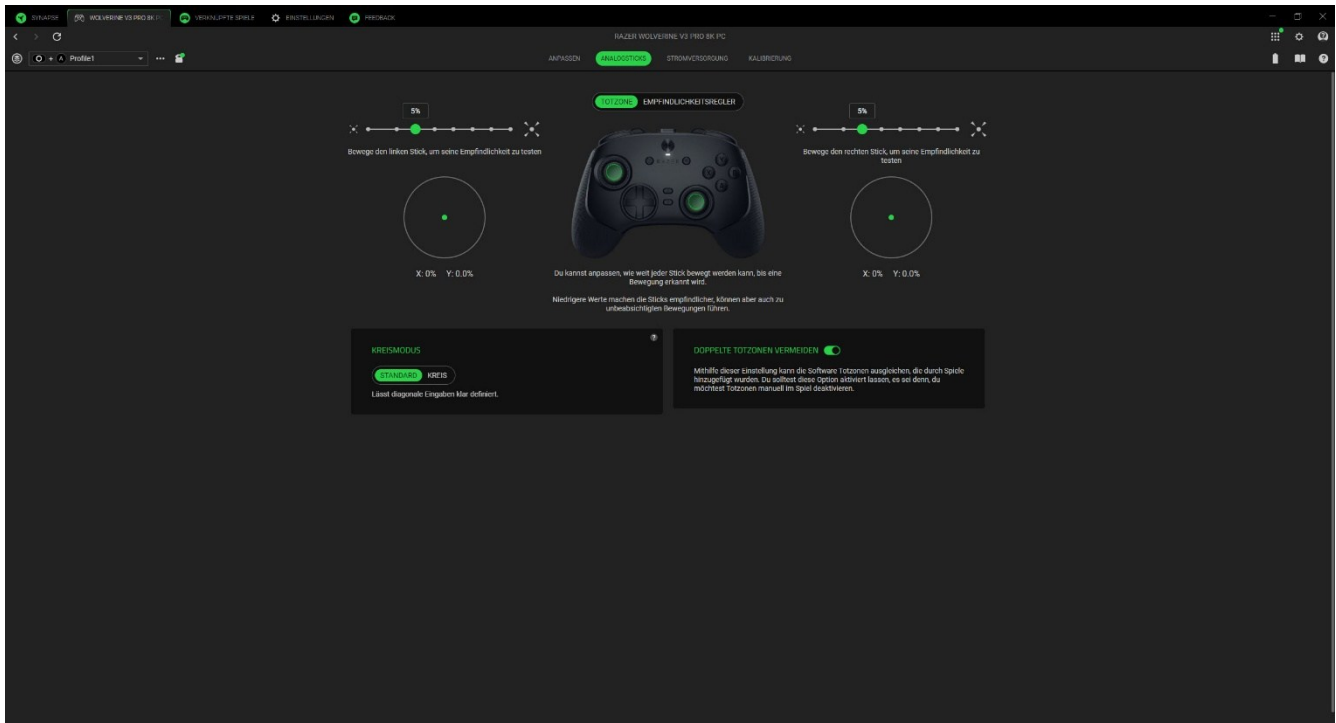 SYNAPSE
WOLVERINE V3 PRO 8K P
VERKNÜPFTE SPIELE
EINSTELLUNGEN
FEEDBACK
RAZER WOLVERINE V3 PRO 8K PC
+ A Profile1
ANPASSEN
ANALOGSTICKS
STROMVERSORGUNG
KALIBRIERUNG
TOTZONE EMPFINDLICHKEITSREGLER
5%
Bewege den linken Stick, um seine Empfindlichkeit zu testen
X: 0% Y: 0.0%
Du kannst anpassen, wie weit jeder Stick bewegt werden kann, bis eine
Bewegung erkannt wird.
Niedrigere Werte machen die Sticks empfindlicher, können aber auch zu
unbeabsichtigten Bewegungen führen.
5%
Bewege den rechten Stick, um seine Empfindlichkeit zu
testen
X: 0% Y: 0.0%
KREISMODUS
?
STANDARD KREIS
Lässt diagonale Eingaben klar definiert.
DOPPELTE TOTZONEN VERMEIDEN
Mithilfe dieser Einstellung kann die Software Totzonen ausgleichen, die durch Spiele
hinzugefügt wurden. Du solltest diese Option aktiviert lassen, es sei denn, du
möchtest Totzonen manuell im Spiel deaktivieren.